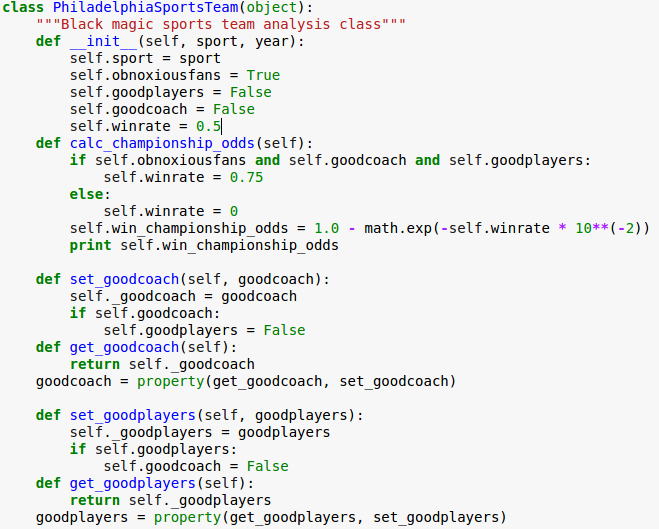 class PhiladelphiaSportsTeam(object):
    """Black magic sports team analysis class"""
    def __init__(self, sport, year):
        self.sport = sport
        self.obnoxiousfans = True
        self.goodplayers = False
        self.goodcoach = False
        self.winrate = 0.5
    def calc_championship_odds(self):
        if self.obnoxiousfans and self.goodcoach and self.goodplayers:
            self.winrate = 0.75
        else:
            self.winrate = 0
        self.win_championship_odds = 1.0 - math.exp(-self.winrate * 10**(-2))
        print self.win_championship_odds

    def set_goodcoach(self, goodcoach):
        self._goodcoach = goodcoach
        if self.goodcoach:
            self.goodplayers = False
    def get_goodcoach(self):
        return self._goodcoach
    goodcoach = property(get_goodcoach, set_goodcoach)

    def set_goodplayers(self, goodplayers):
        self._goodplayers = goodplayers
        if self.goodplayers:
            self.goodcoach = False
    def get_goodplayers(self):
        return self._goodplayers
    goodplayers = property(get_goodplayers, set_goodplayers)